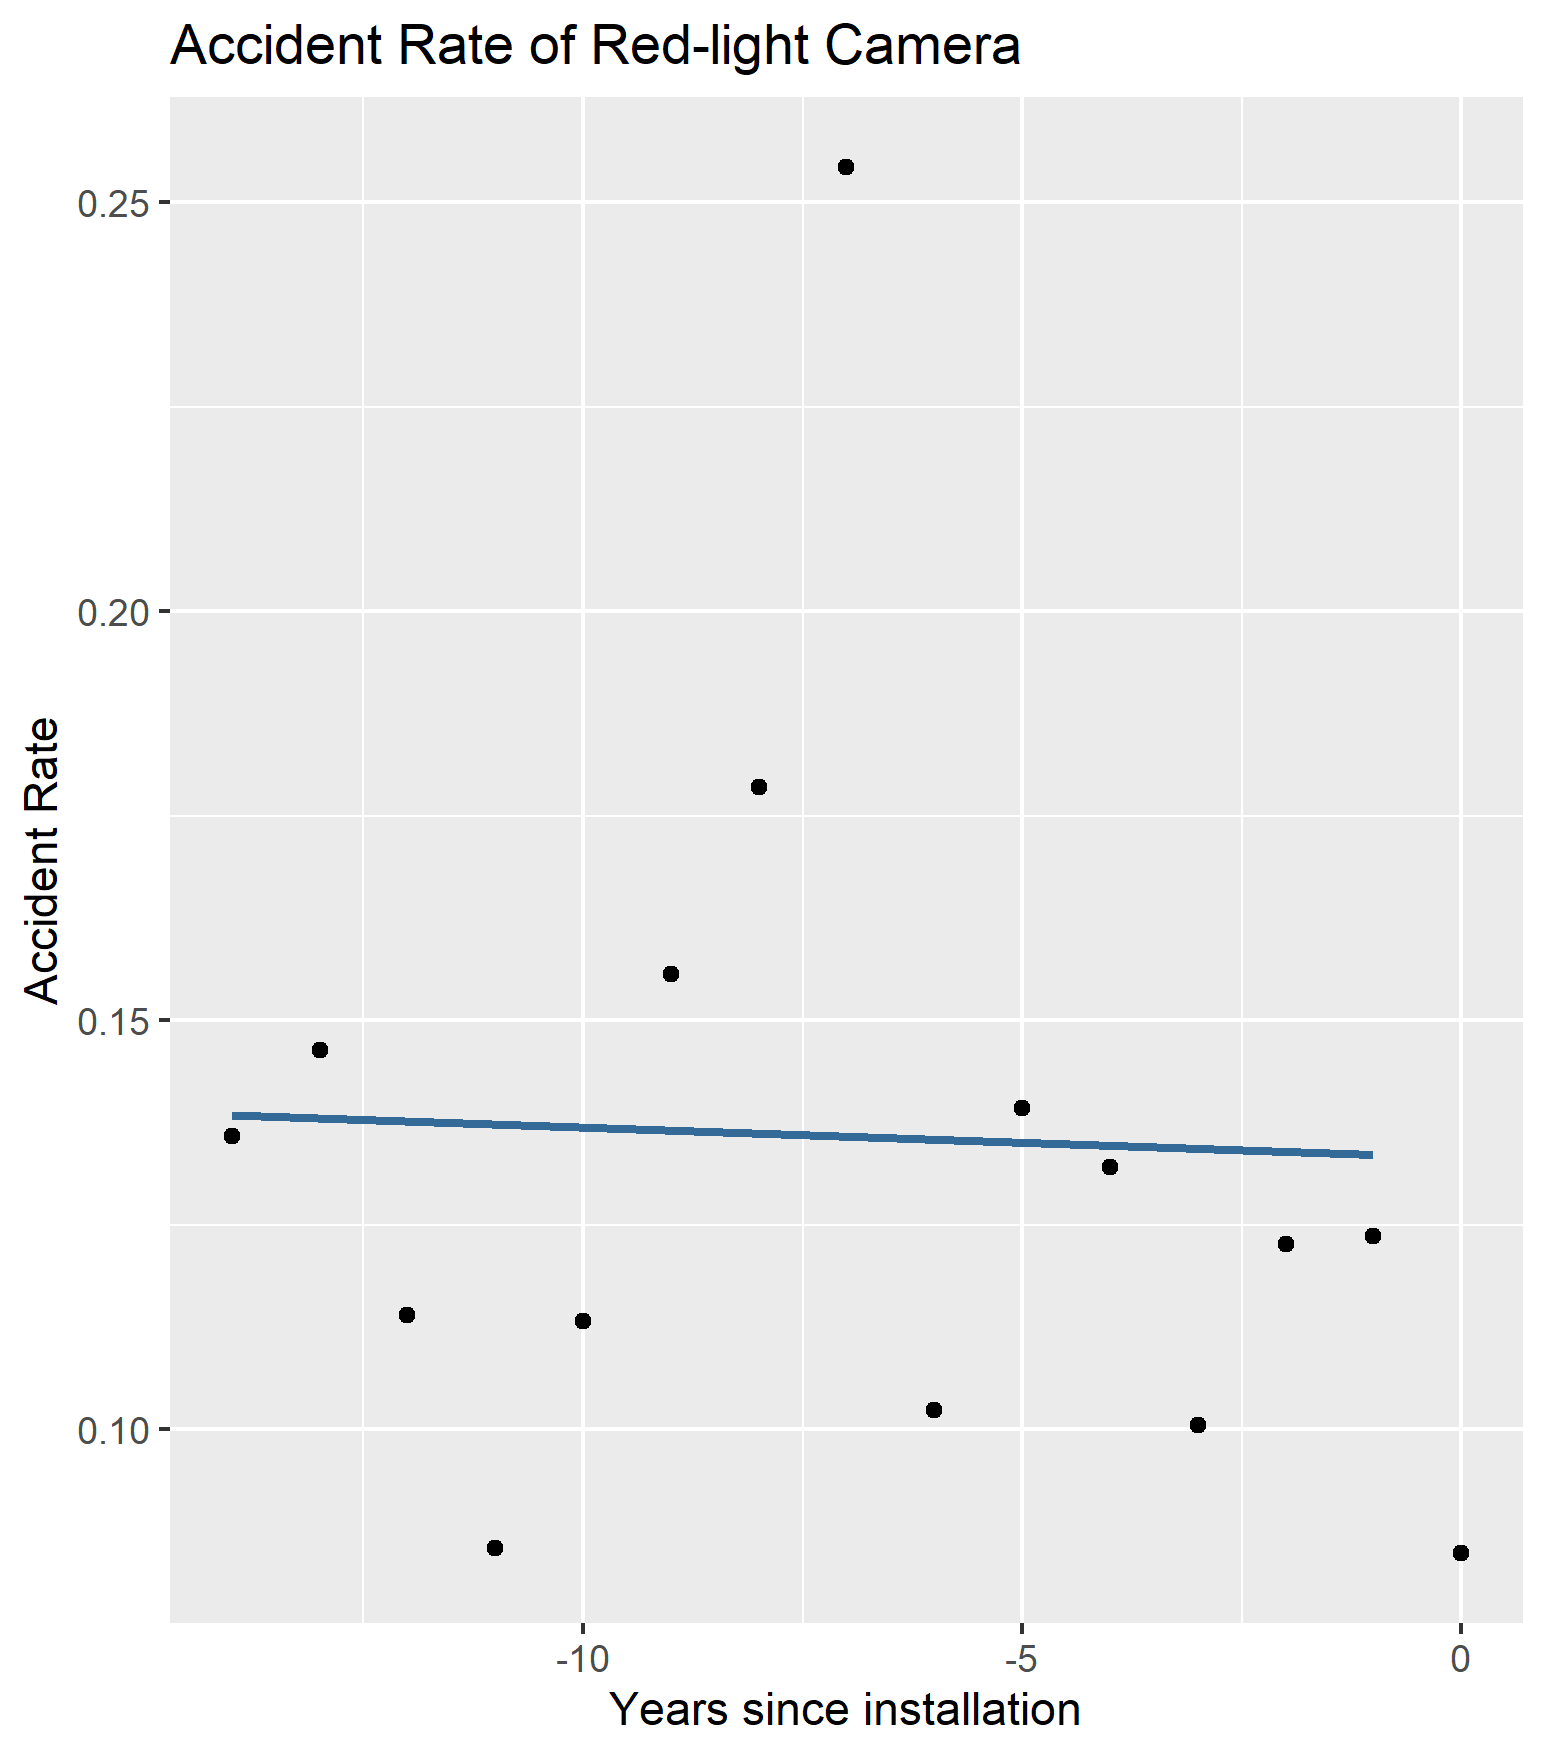 Accident Rate of Red-light Camera
Accident Rate
0.25
0.20
0.15
0.10
-10
-5
0
Years since installation